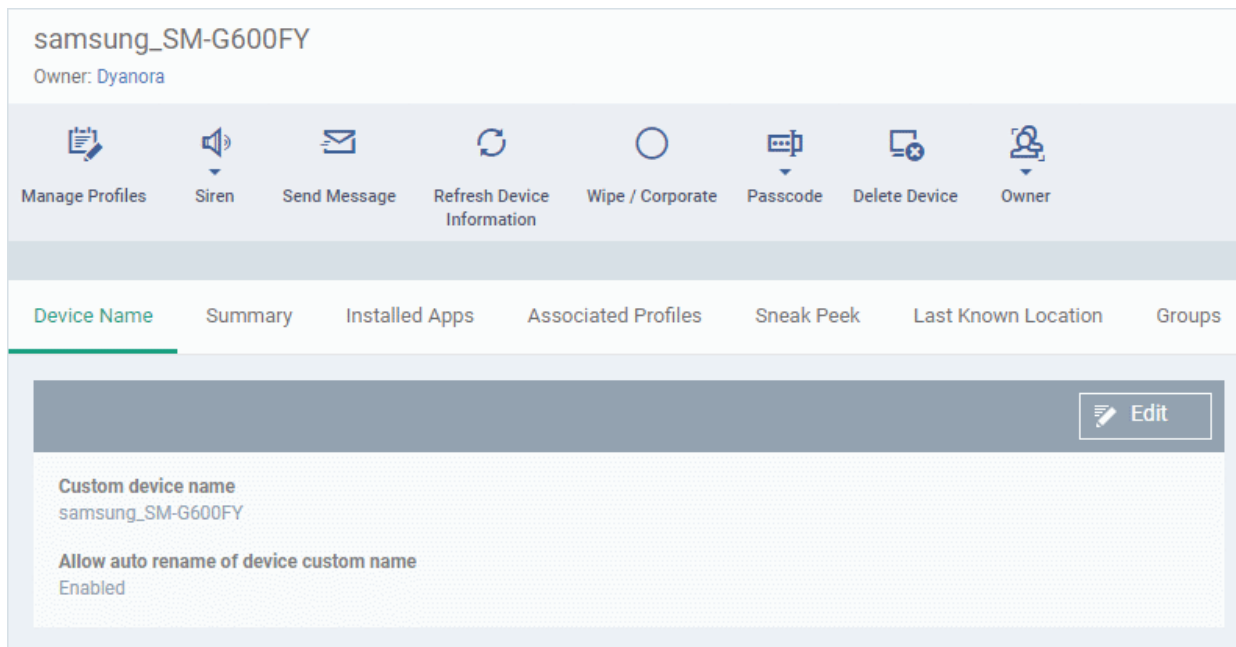 samsung_SM-G600FY
Owner: Dyanora
Manage Profiles
Siren
Send Message
Refresh Device
Information
Wipe / Corporate
Passcode
Delete Device
Owner
Device Name
Summary
Installed Apps
Associated Profiles
Sneak Peek
Last Known Location
Groups
Edit
Custom device name
samsung_SM-G600FY
Allow auto rename of device custom name
Enabled